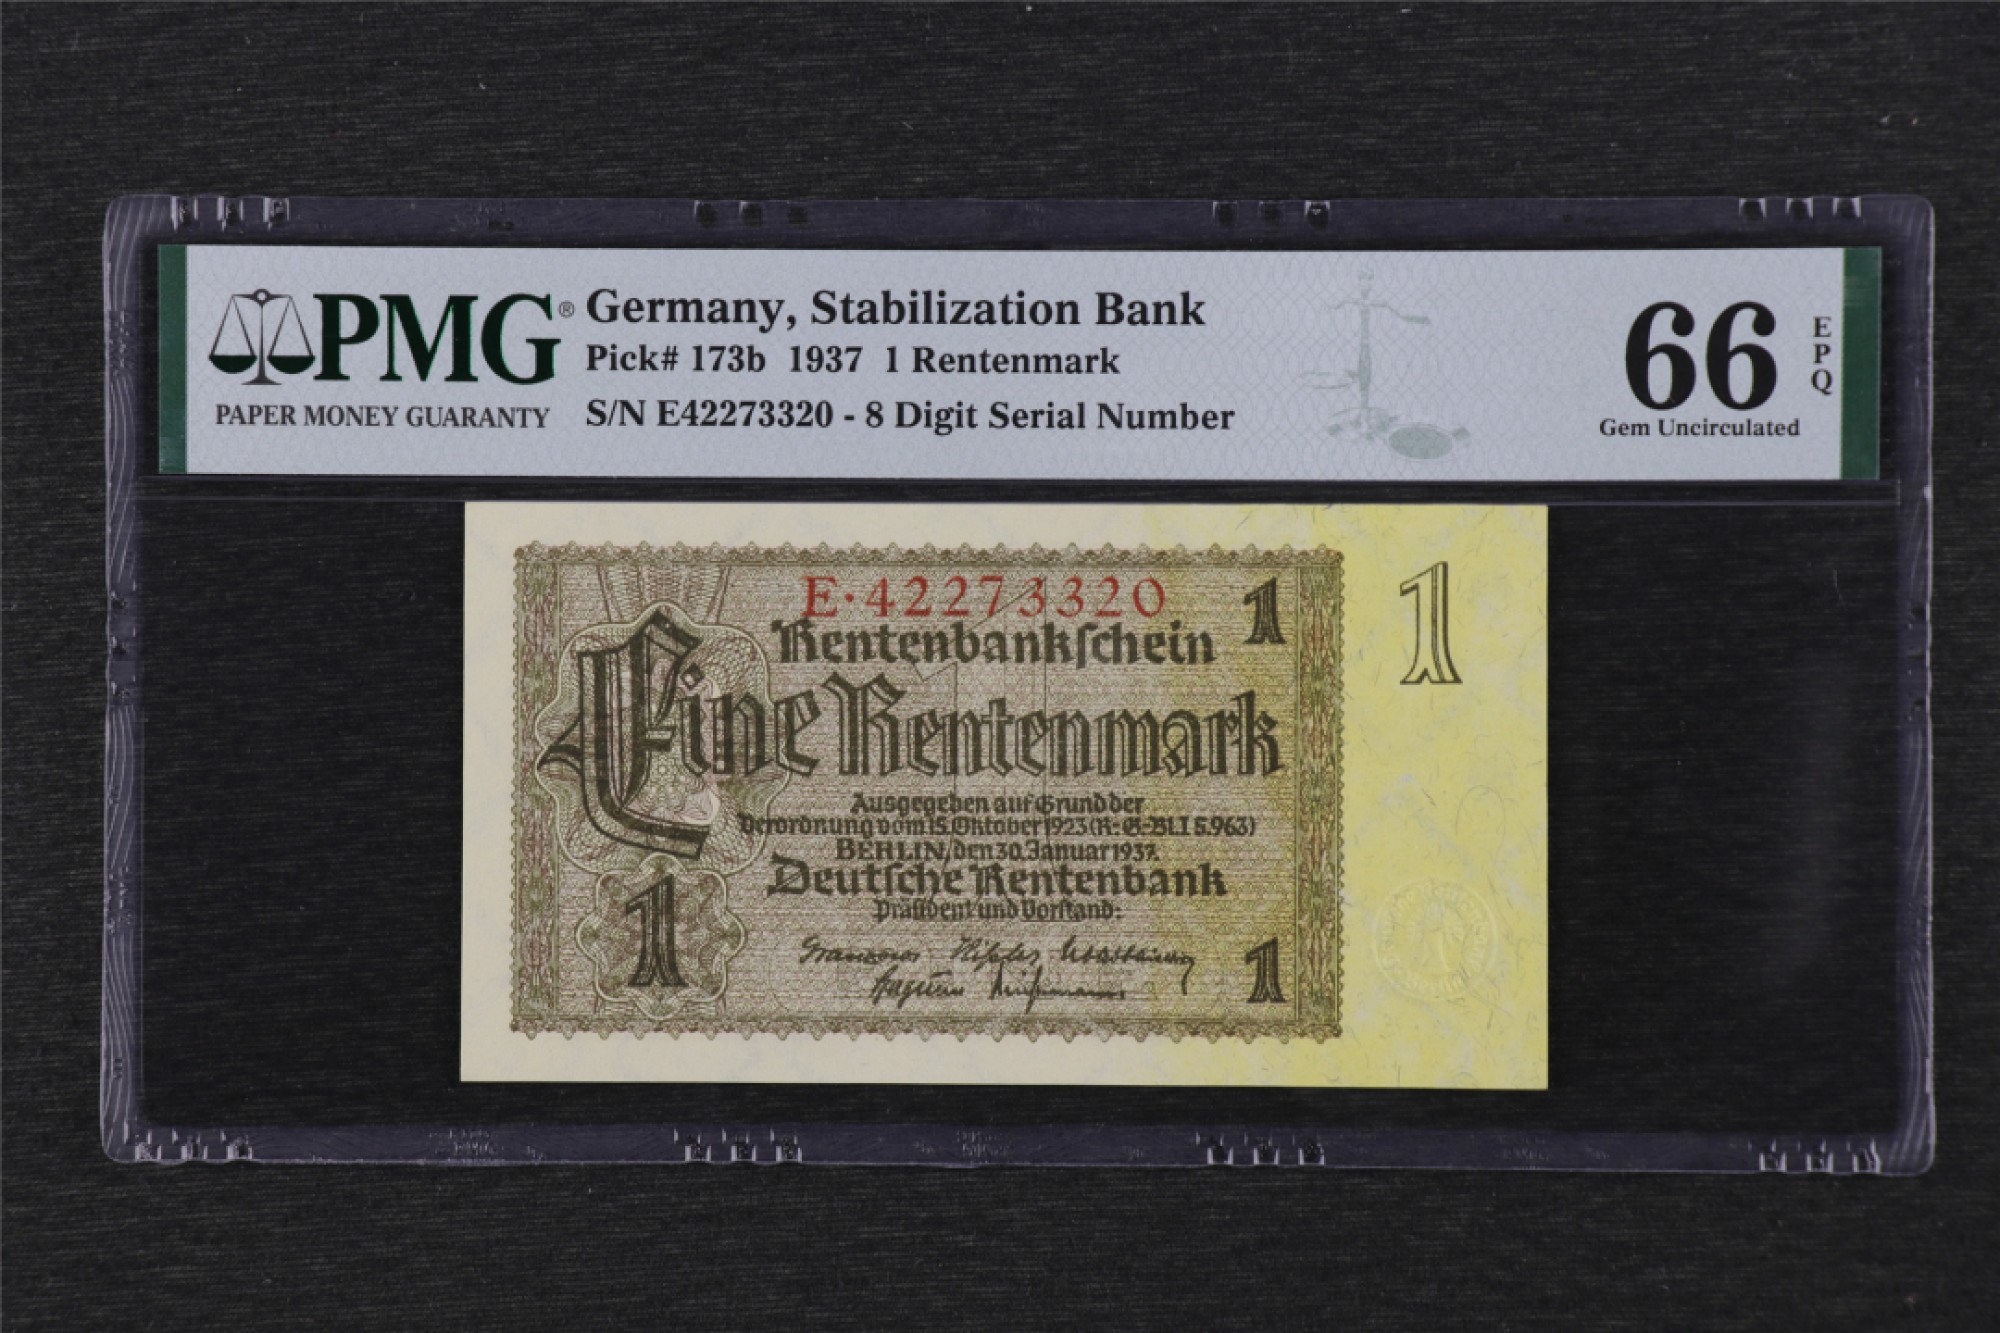 PMG®
PAPER MONEY GUARANTY
Germany, Stabilization Bank
Pick# 173b 1937 1 Rentenmark
S/N E42273320 - 8 Digit Serial Number
66
EPQ
Gem Uncirculated
E·42273320
1
1
Rentenbankschein
Eine Rentenmark
Ausgegeben auf Grund der
Verordnung vom 15. Oktober 1923 (R-G-Bl. I S. 963)
BERLIN, den 30. Januar 1937.
Deutsche Rentenbank
Präsident und Vorstand:
1
1